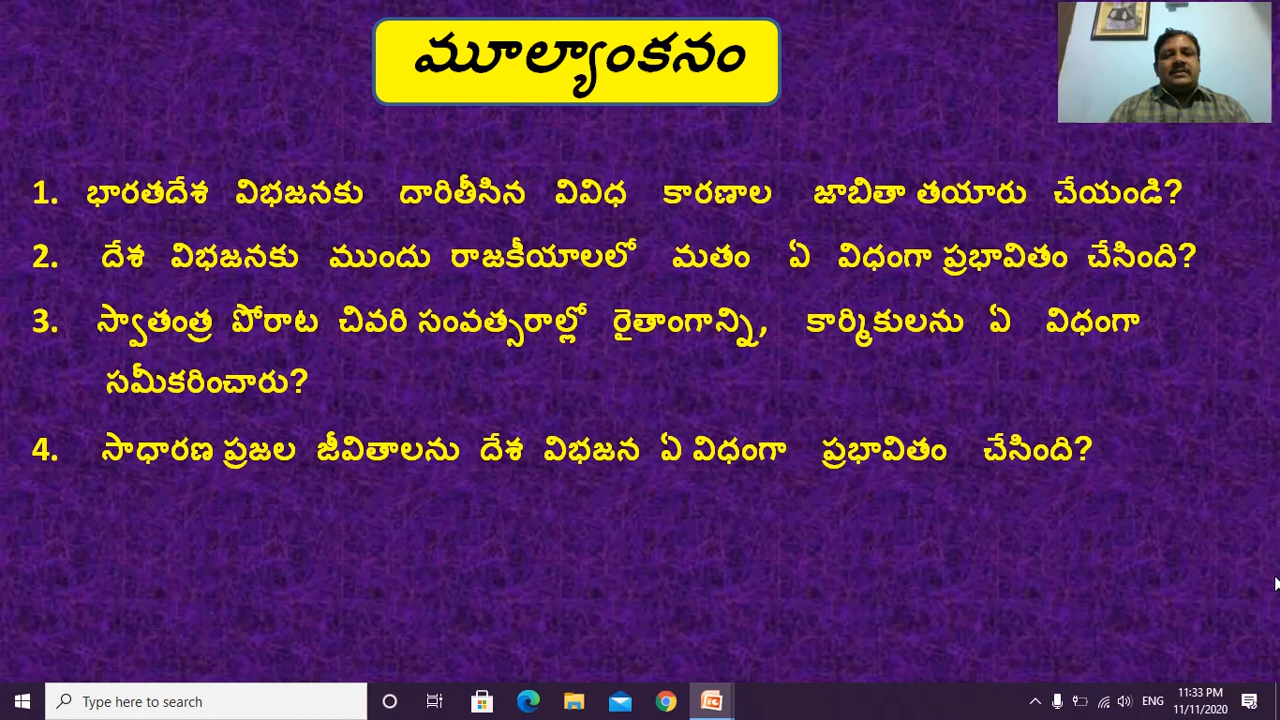 మూల్యాంకనం
1. భారతదేశ విభజనకు దారితీసిన వివిధ కారణాల జాబితా తయారు చేయండి?
2. దేశ విభజనకు ముందు రాజకీయాలలో మతం ఏ విధంగా ప్రభావితం చేసింది?
3. స్వాతంత్ర పోరాట చివరి సంవత్సరాల్లో రైతాంగాన్ని, కార్మికులను ఏ విధంగా
సమీకరించారు?
4. సాధారణ ప్రజల జీవితాలను దేశ విభజన ఏ విధంగా ప్రభావితం చేసింది?
Type here to search
ENG
11:33 PM
11/11/2020